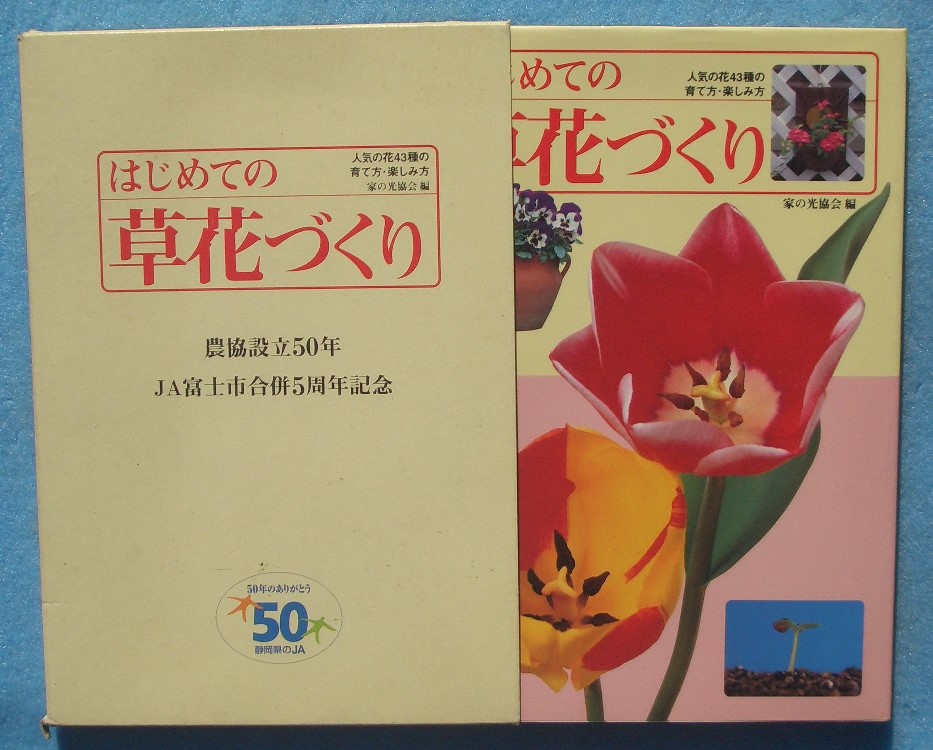 はじめての
人気の花43種の
育て方・楽しみ方
家の光協会 編
草花づくり
農協設立50年
JA富士市合併5周年記念
50年のありがとう
50
静岡県のJA
じめての
人気の花43種の
育て方・楽しみ方
草花づくり
家の光協会 編